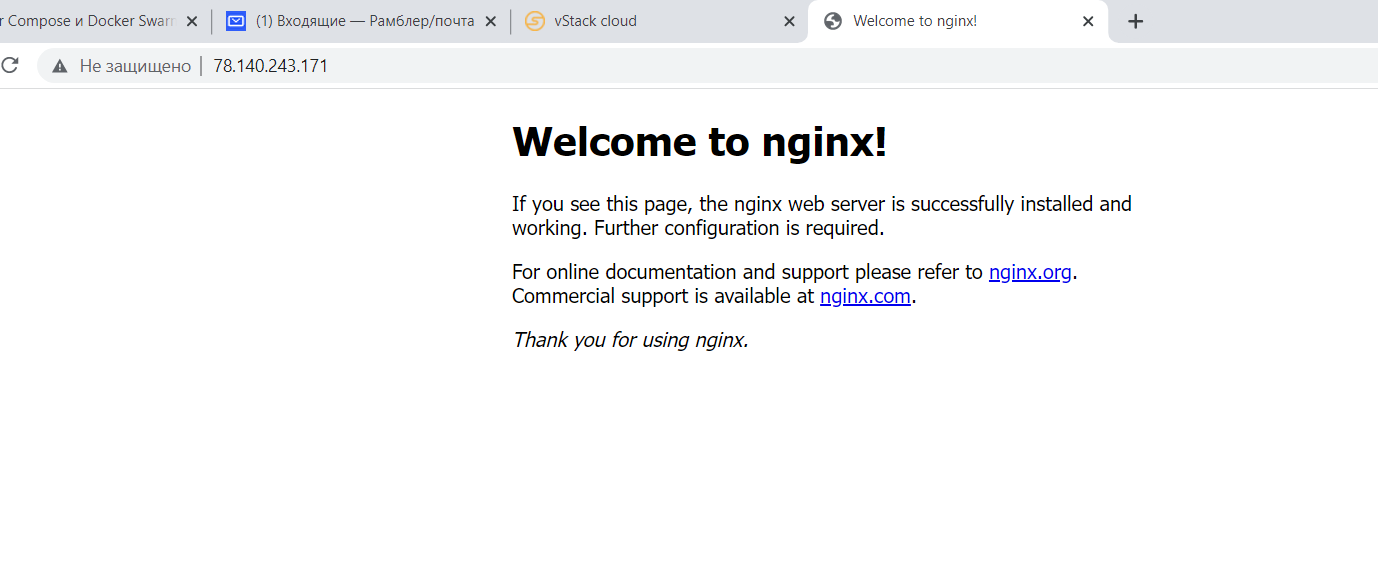 r Compose и Docker Swarm
(1) Входящие — Рамблер/почта
vStack cloud
Welcome to nginx!
Не защищено
78.140.243.171
Welcome to nginx!
If you see this page, the nginx web server is successfully installed and
working. Further configuration is required.
For online documentation and support please refer to nginx.org.
Commercial support is available at nginx.com.
Thank you for using nginx.